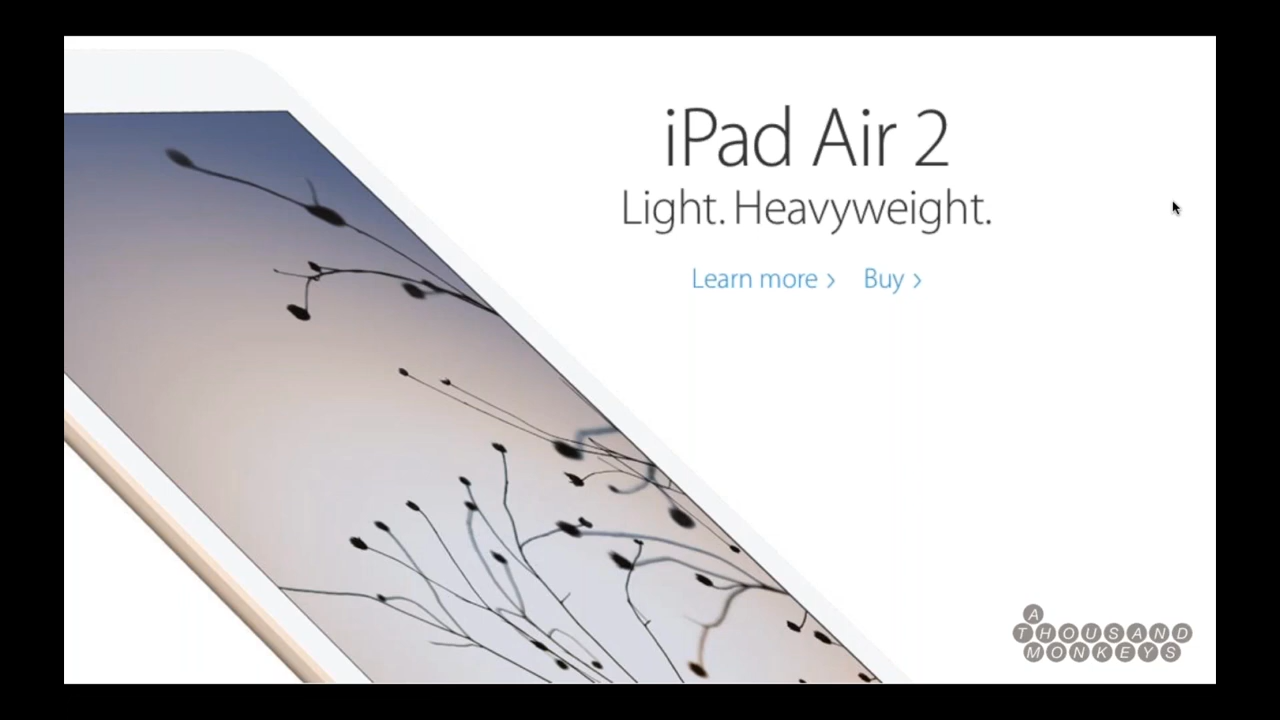 iPad Air 2
Light. Heavyweight.
Learn more › Buy ›
A
THOUSAND
MONKEYS